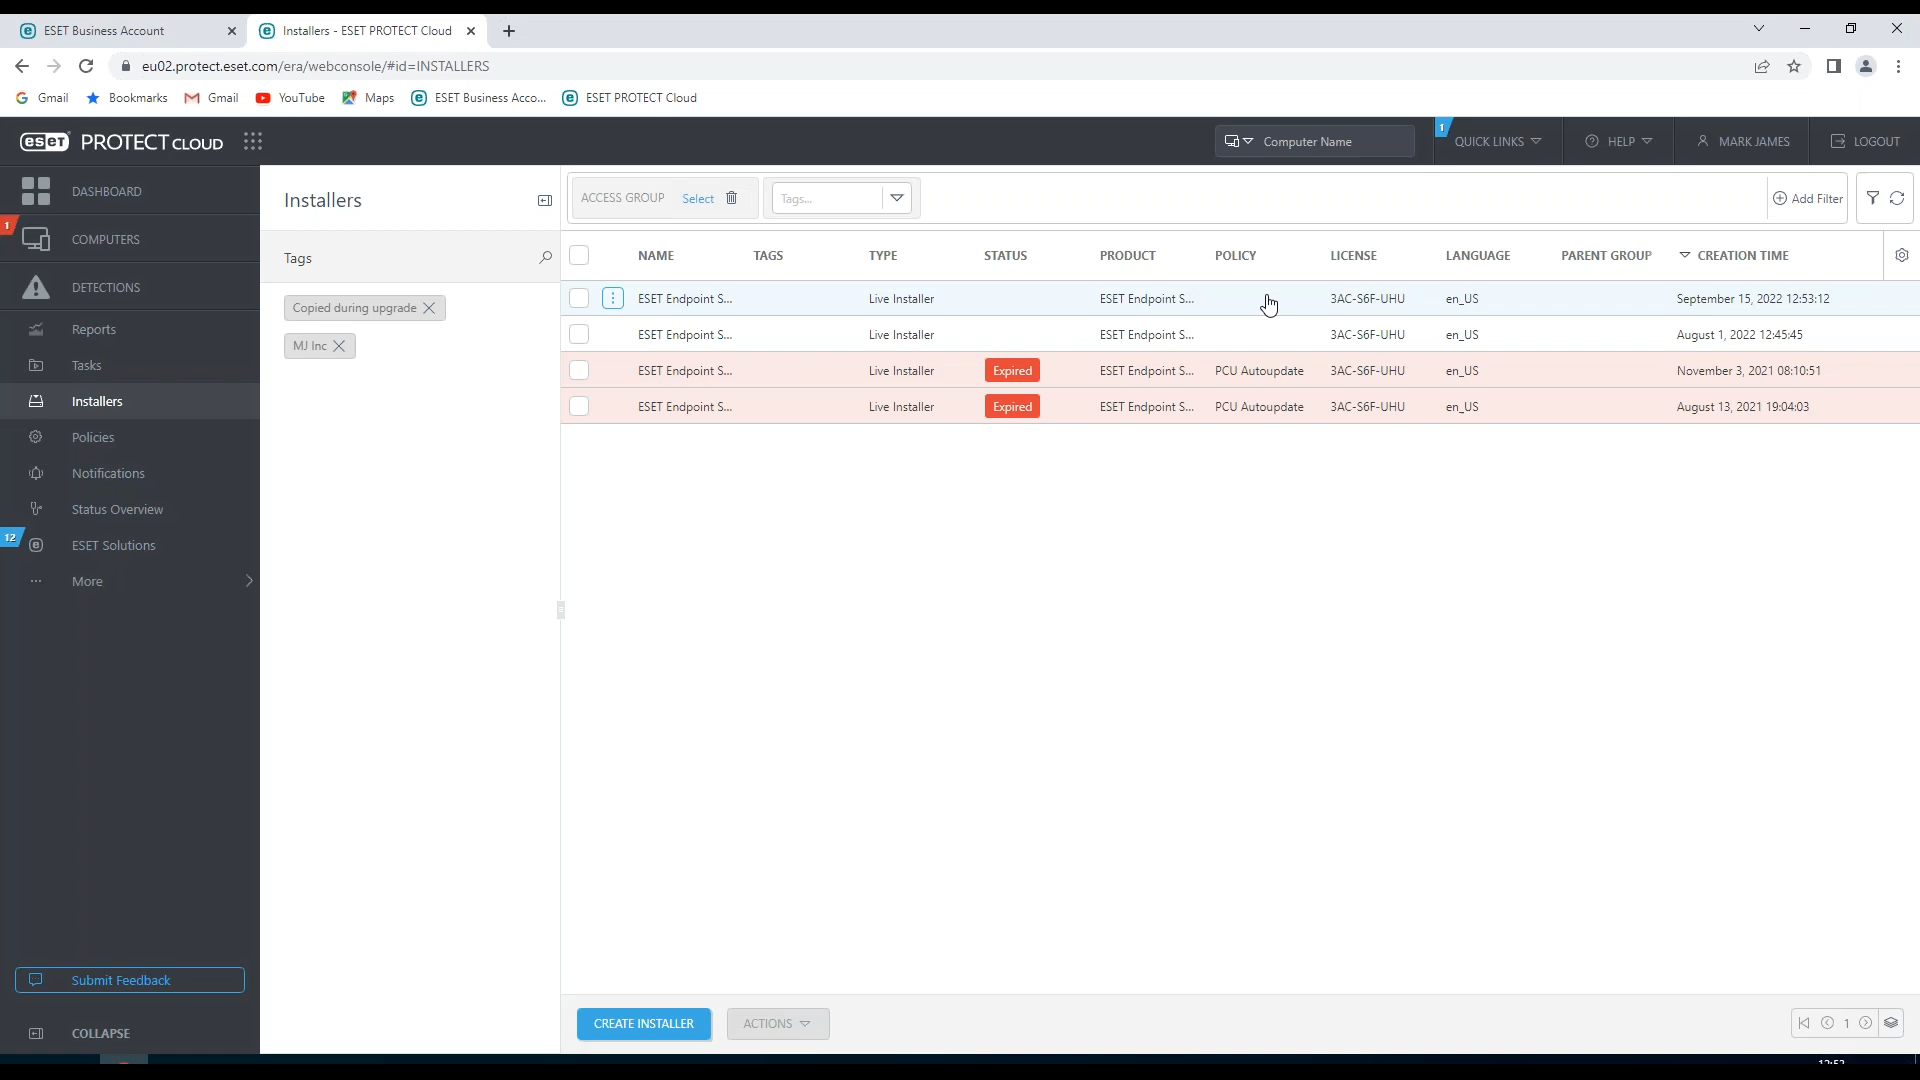 ESET Business Account
Installers - ESET PROTECT Cloud
eu02.protect.eset.com/era/webconsole/#id=INSTALLERS
Gmail Bookmarks Gmail YouTube Maps ESET Business Acco... ESET PROTECT Cloud
eset PROTECT CLOUD
Computer Name
1 QUICK LINKS
HELP
MARK JAMES
LOGOUT
DASHBOARD
1 COMPUTERS
DETECTIONS
Reports
Tasks
Installers
Policies
Notifications
Status Overview
12 ESET Solutions
More
Submit Feedback
COLLAPSE
Installers
Tags
Copied during upgrade
MJ Inc
ACCESS GROUP Select Tags... Add Filter
NAME TAGS TYPE STATUS PRODUCT POLICY LICENSE LANGUAGE PARENT GROUP CREATION TIME
ESET Endpoint S... Live Installer ESET Endpoint S... 3AC-S6F-UHU en_US September 15, 2022 12:53:12
ESET Endpoint S... Live Installer ESET Endpoint S... 3AC-S6F-UHU en_US August 1, 2022 12:45:45
ESET Endpoint S... Live Installer Expired ESET Endpoint S... PCU Autoupdate 3AC-S6F-UHU en_US November 3, 2021 08:10:51
ESET Endpoint S... Live Installer Expired ESET Endpoint S... PCU Autoupdate 3AC-S6F-UHU en_US August 13, 2021 19:04:03
CREATE INSTALLER ACTIONS 1